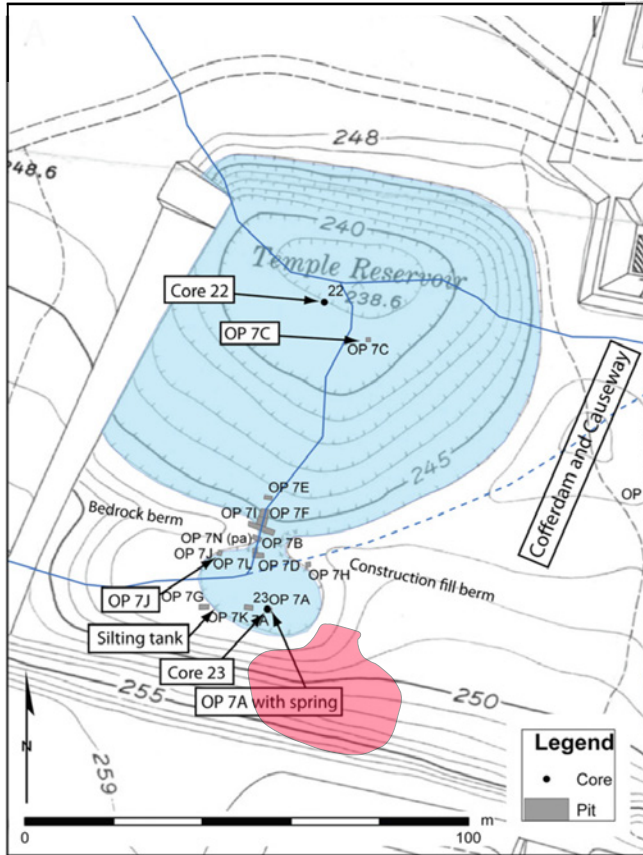 248
248.6
240
Temple Reservoir
238.6
22
Core 22
OP 7C
OP 7C
Cofferdam and Causeway
245
OP
OP 7E
Bedrock berm
OP 7I
OP 7F
OP 7N (pa)
OP 7B
OP 7J
OP 7L
OP 7D
OP 7H
Construction fill berm
OP 7J
OP 7G
23
OP 7A
Silting tank
OP 7K
7A
Core 23
OP 7A with spring
255
250
259
N
Legend
Core
Pit
0
100
m